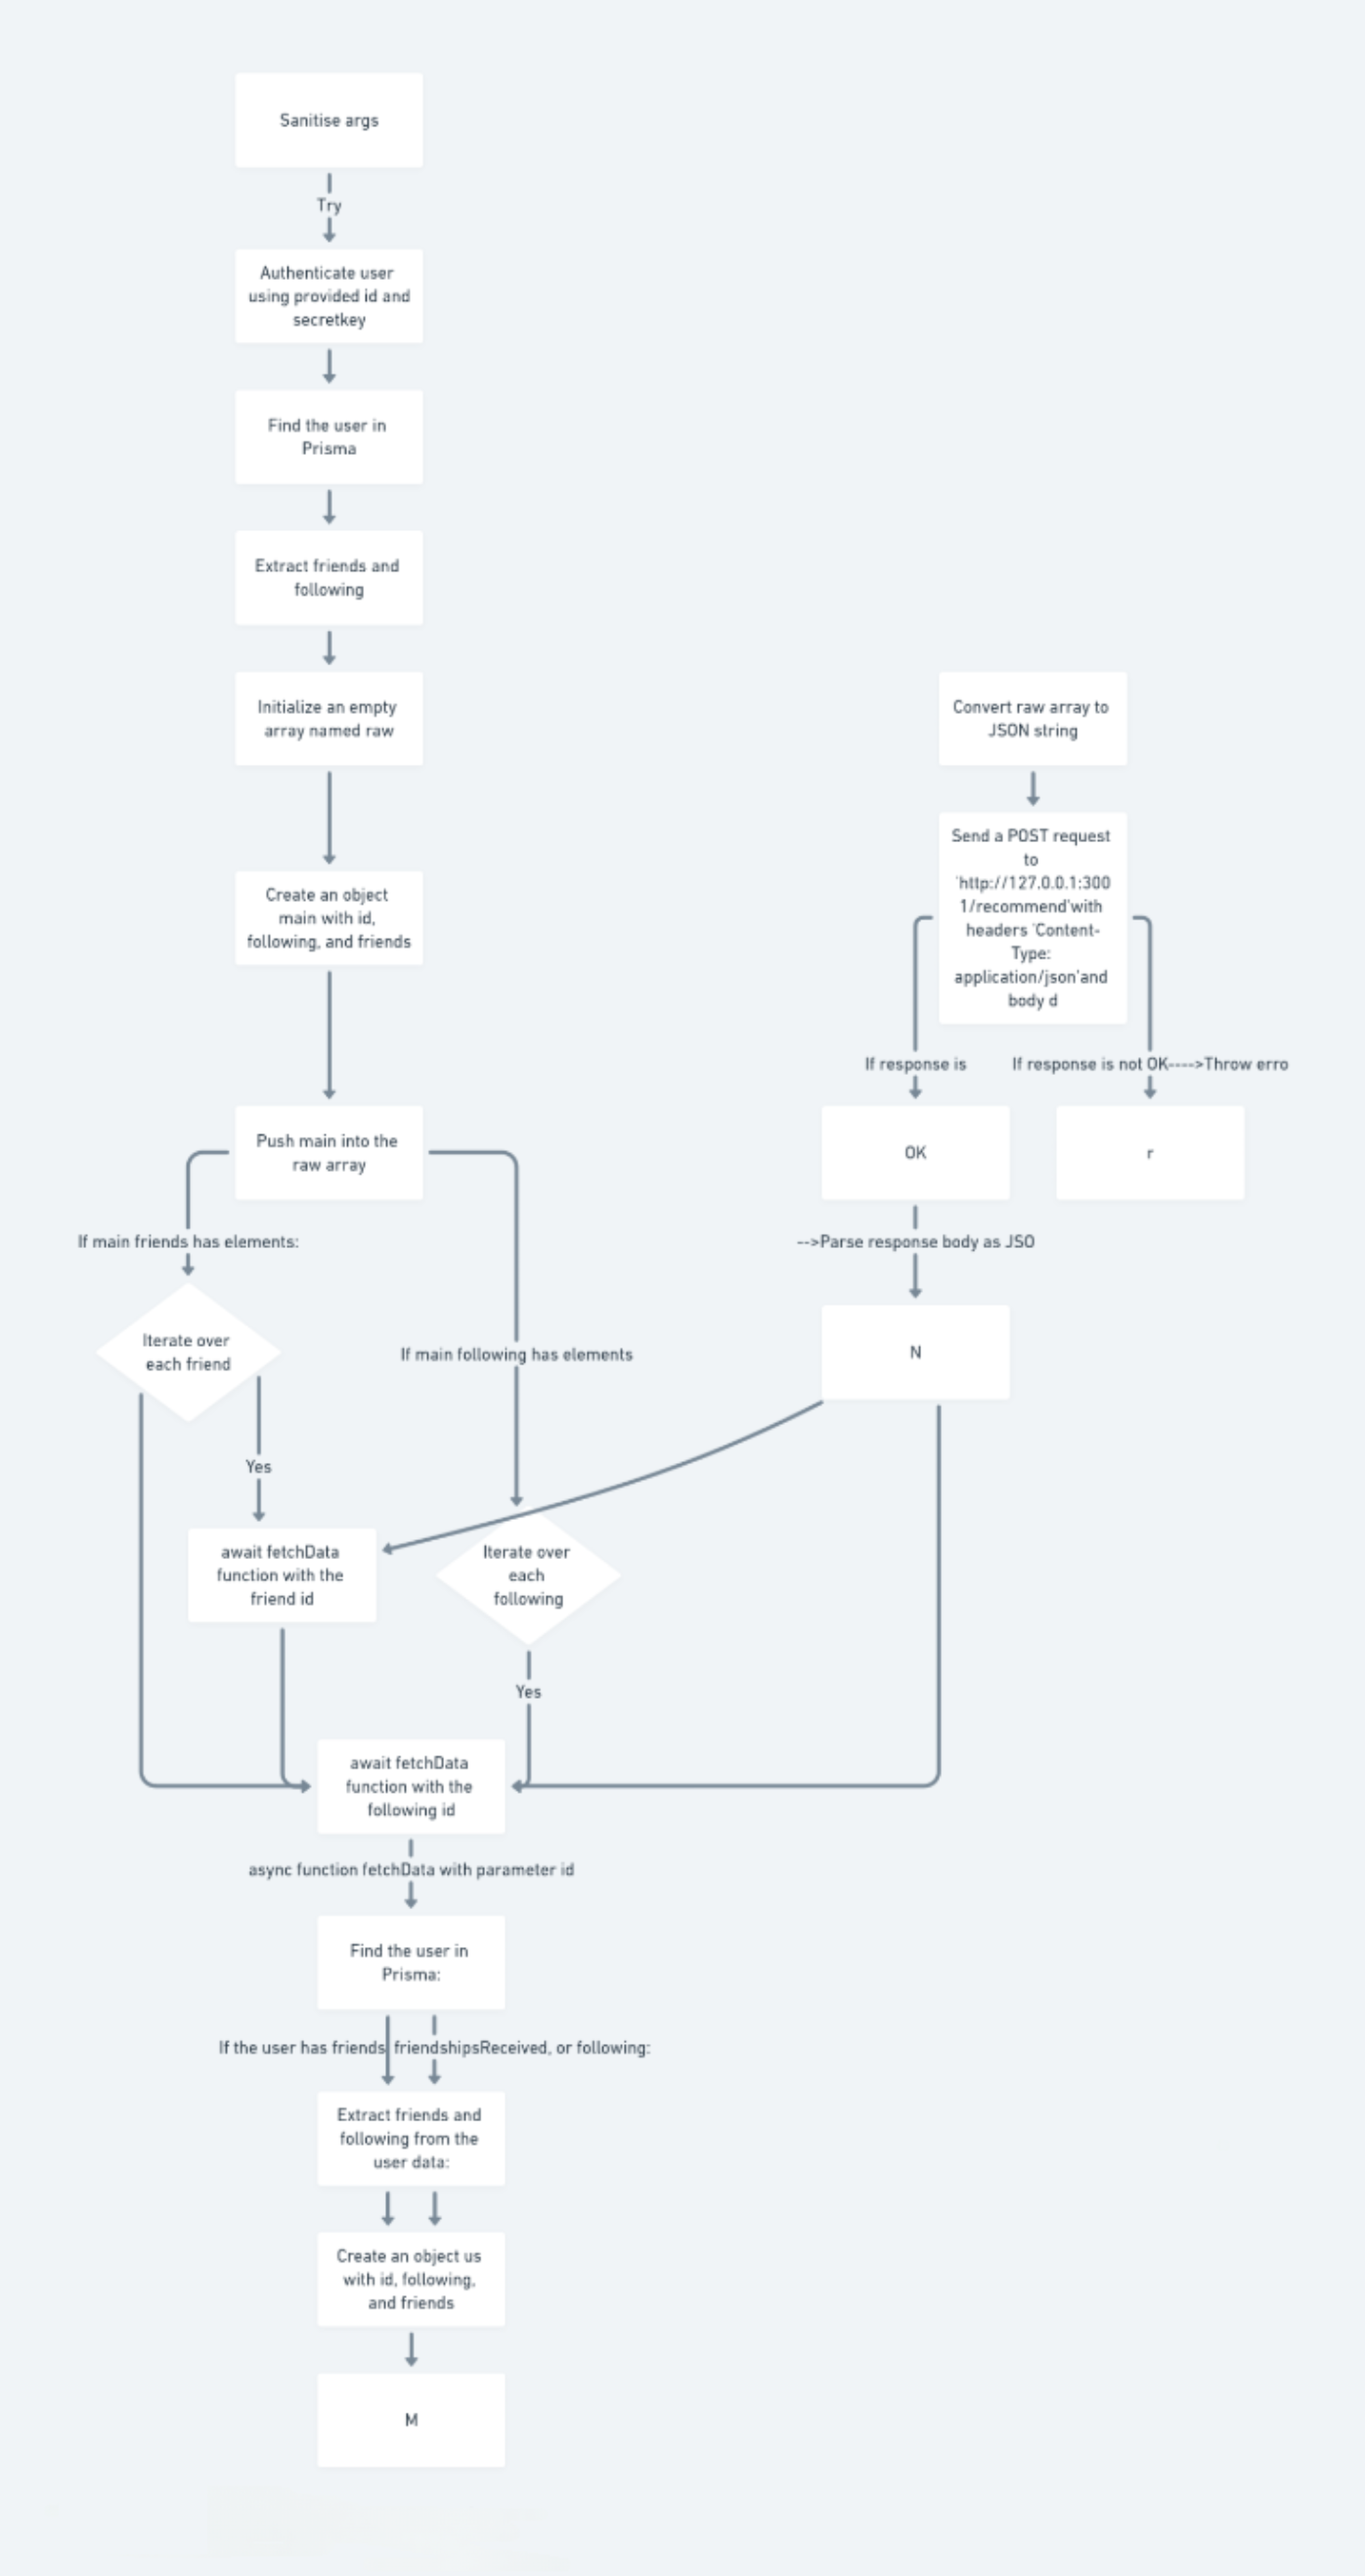 Sanitise args
Try
Authenticate user
using provided id and
secretkey
Find the user in
Prisma
Extract friends and
following
Initialize an empty
array named raw
Create an object
main with id,
following, and friends
Push main into the
raw array
If main friends has elements:
Iterate over
each friend
If main following has elements
Yes
await fetchData
function with the
friend id
Iterate over
each
following
Yes
await fetchData
function with the
following id
async function fetchData with parameter id
Find the user in
Prisma:
If the user has friends friendshipsReceived, or following:
Extract friends and
following from the
user data:
Create an object us
with id, following,
and friends
M
Convert raw array to
JSON string
Send a POST request
to
'http://127.0.0.1:300
1/recommend'with
headers 'Content-
Type:
application/json'and
body d
If response is
If response is not OK---->Throw erro
OK
r
-->Parse response body as JSO
N